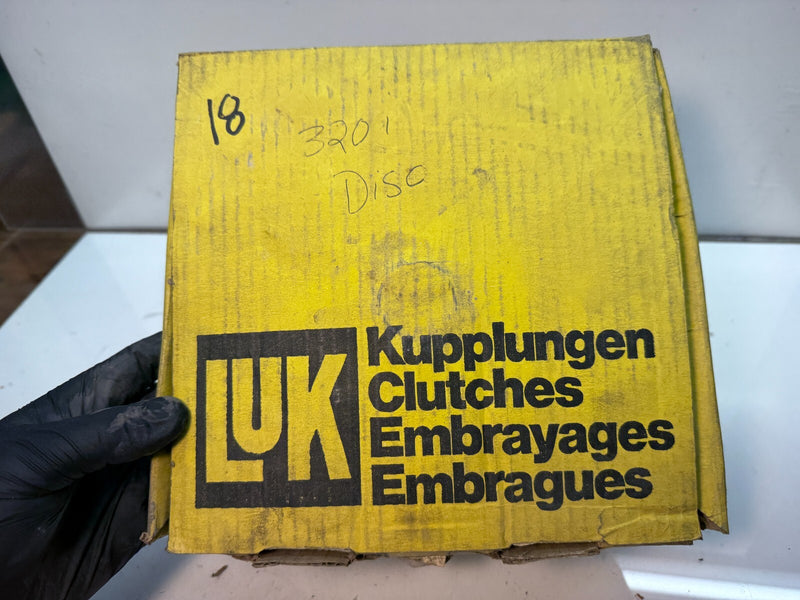 18
320i
Disc
LuK
Kupplungen
Clutches
Embrayages
Embragues